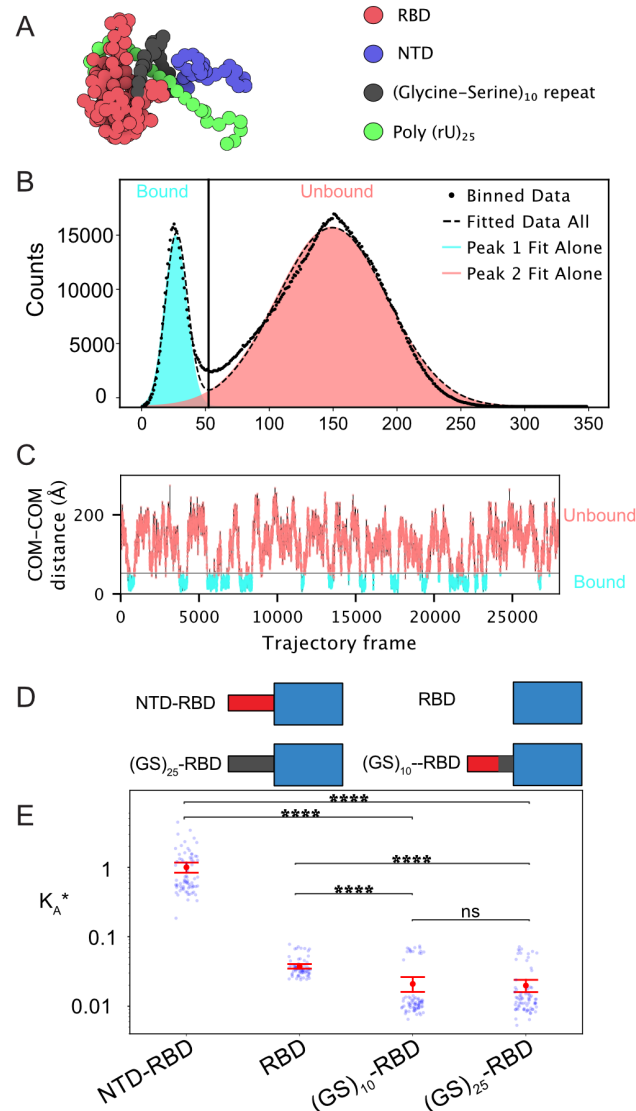 A
RBD
NTD
(Glycine-Serine)₁₀ repeat
Poly (rU)₂₅
B
Bound
Unbound
Binned Data
Fitted Data All
Peak 1 Fit Alone
Peak 2 Fit Alone
Counts
15000
10000
5000
0
0 50 100 150 200 250 300 350
C
COM-COM
distance (Å)
200
0
Unbound
Bound
0 5000 10000 15000 20000 25000
Trajectory frame
D
NTD-RBD
RBD
(GS)₂₅-RBD
(GS)₁₀--RBD
E
****
****
****
****
ns
K_A*
1
0.1
0.01
NTD-RBD
RBD
(GS)₁₀-RBD
(GS)₂₅-RBD